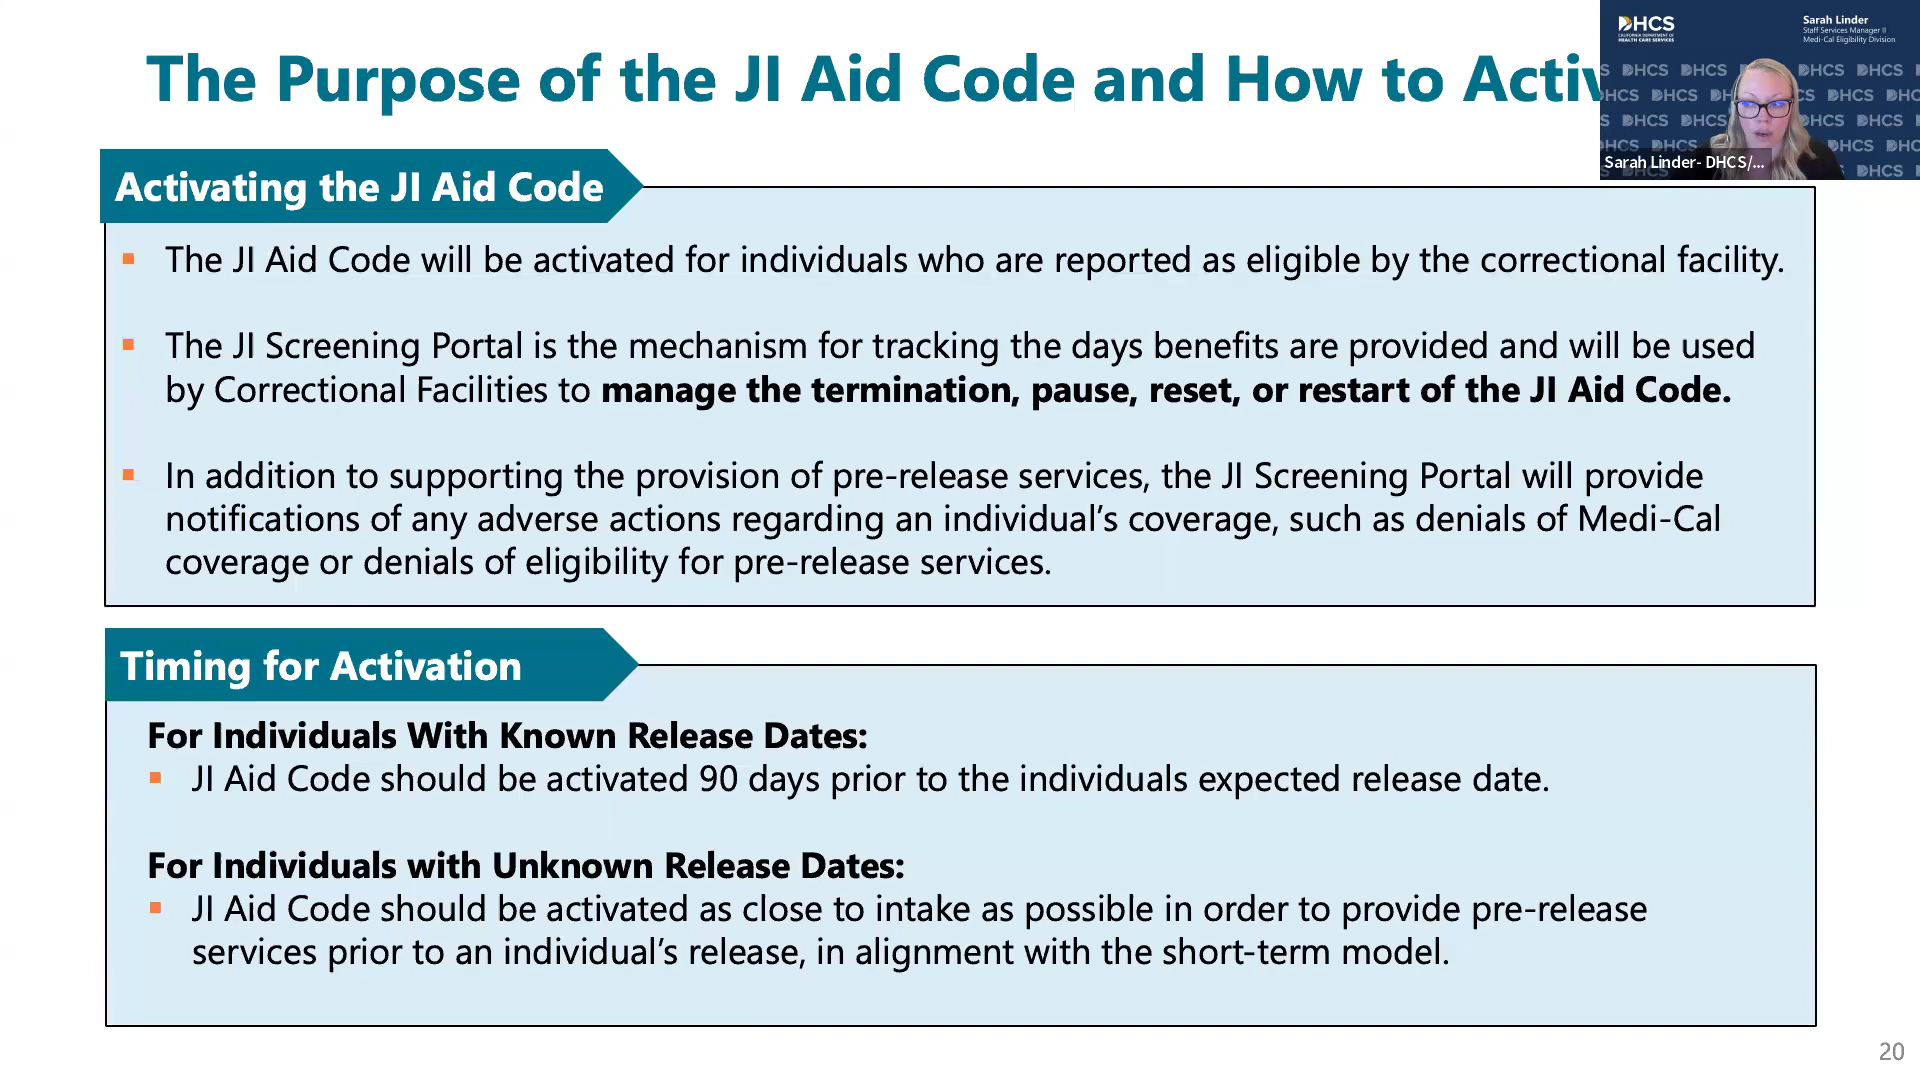 The Purpose of the JI Aid Code and How to Activ
DHCS
CALIFORNIA DEPARTMENT OF
HEALTH CARE SERVICES
Sarah Linder
Staff Services Manager II
Medi-Cal Eligibility Division
Sarah Linder- DHCS/...
Activating the JI Aid Code
▪ The JI Aid Code will be activated for individuals who are reported as eligible by the correctional facility.
▪ The JI Screening Portal is the mechanism for tracking the days benefits are provided and will be used
by Correctional Facilities to manage the termination, pause, reset, or restart of the JI Aid Code.
▪ In addition to supporting the provision of pre-release services, the JI Screening Portal will provide
notifications of any adverse actions regarding an individual’s coverage, such as denials of Medi-Cal
coverage or denials of eligibility for pre-release services.
Timing for Activation
For Individuals With Known Release Dates:
▪ JI Aid Code should be activated 90 days prior to the individuals expected release date.
For Individuals with Unknown Release Dates:
▪ JI Aid Code should be activated as close to intake as possible in order to provide pre-release
services prior to an individual’s release, in alignment with the short-term model.
20